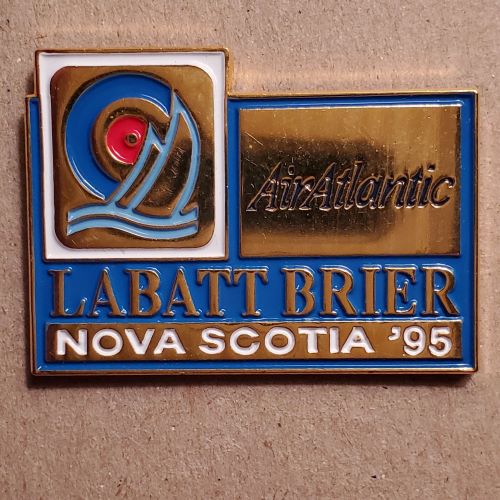 AirAtlantic
LABATT BRIER
NOVA SCOTIA '95